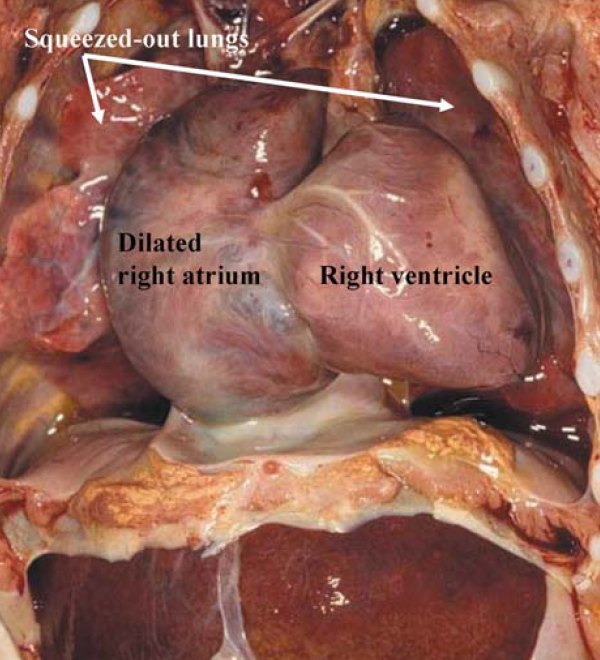 Squeezed-out lungs
Dilated
right atrium
Right ventricle